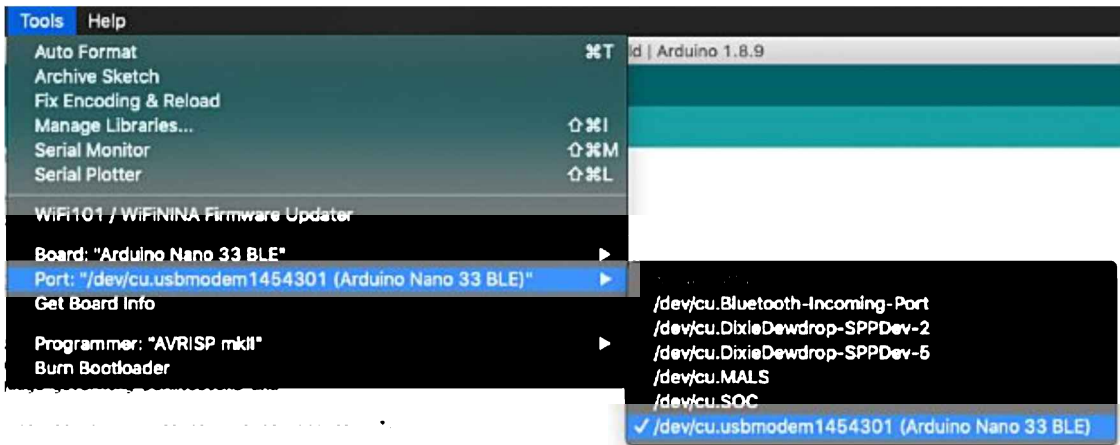 Tools Help
Auto Format ⌘T
ld | Arduino 1.8.9
Archive Sketch
Fix Encoding & Reload
Manage Libraries... ⇧⌘I
Serial Monitor ⇧⌘M
Serial Plotter ⇧⌘L
WiFi101 / WiFiNINA Firmware Updater
Board: "Arduino Nano 33 BLE"
Port: "/dev/cu.usbmodem1454301 (Arduino Nano 33 BLE)"
Get Board Info
Programmer: "AVRISP mkII"
Burn Bootloader
/dev/cu.Bluetooth-Incoming-Port
/dev/cu.DixieDewdrop-SPPDev-2
/dev/cu.DixieDewdrop-SPPDev-5
/dev/cu.MALS
/dev/cu.SOC
✓ /dev/cu.usbmodem1454301 (Arduino Nano 33 BLE)